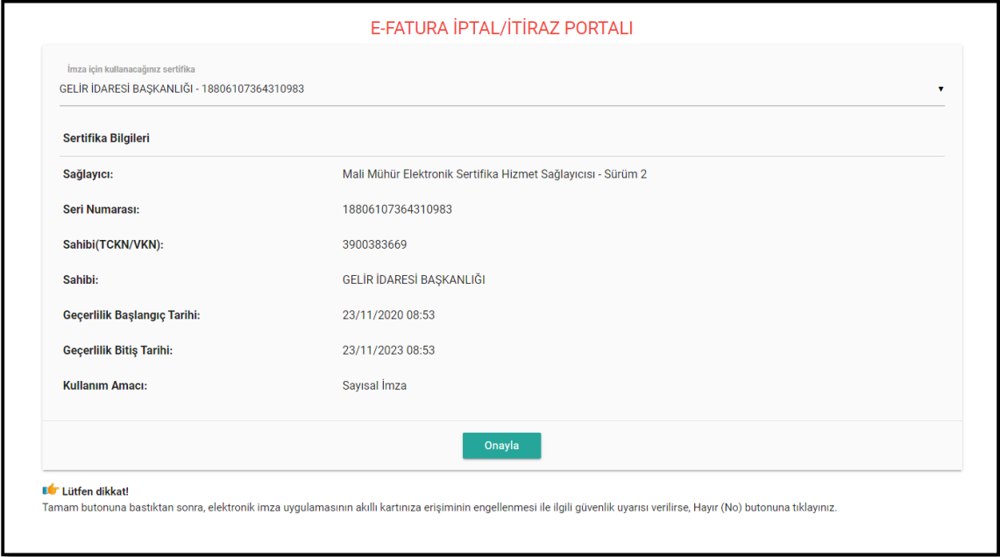 E-FATURA İPTAL/İTİRAZ PORTALI
İmza için kullanacağınız sertifika
GELİR İDARESİ BAŞKANLIĞI - 18806107364310983
Sertifika Bilgileri
Sağlayıcı: Mali Mühür Elektronik Sertifika Hizmet Sağlayıcısı - Sürüm 2
Seri Numarası: 18806107364310983
Sahibi(TCKN/VKN): 3900383669
Sahibi: GELİR İDARESİ BAŞKANLIĞI
Geçerlilik Başlangıç Tarihi: 23/11/2020 08:53
Geçerlilik Bitiş Tarihi: 23/11/2023 08:53
Kullanım Amacı: Sayısal İmza
Onayla
Lütfen dikkat!
Tamam butonuna bastıktan sonra, elektronik imza uygulamasının akıllı kartınıza erişiminin engellenmesi ile ilgili güvenlik uyarısı verilirse, Hayır (No) butonuna tıklayınız.